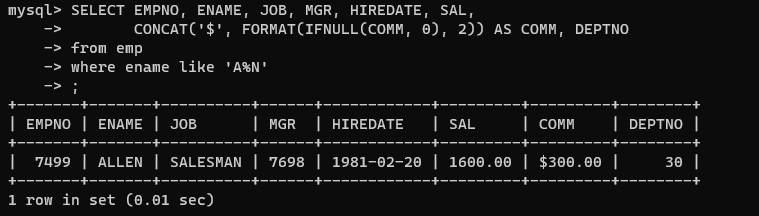 mysql> SELECT EMPNO, ENAME, JOB, MGR, HIREDATE, SAL,
    ->        CONCAT('$', FORMAT(IFNULL(COMM, 0), 2)) AS COMM, DEPTNO
    -> from emp
    -> where ename like 'A%N'
    -> ;
+-------+-------+----------+------+------------+---------+---------+--------+
| EMPNO | ENAME | JOB      | MGR  | HIREDATE   | SAL     | COMM    | DEPTNO |
+-------+-------+----------+------+------------+---------+---------+--------+
|  7499 | ALLEN | SALESMAN | 7698 | 1981-02-20 | 1600.00 | $300.00 |     30 |
+-------+-------+----------+------+------------+---------+---------+--------+
1 row in set (0.01 sec)